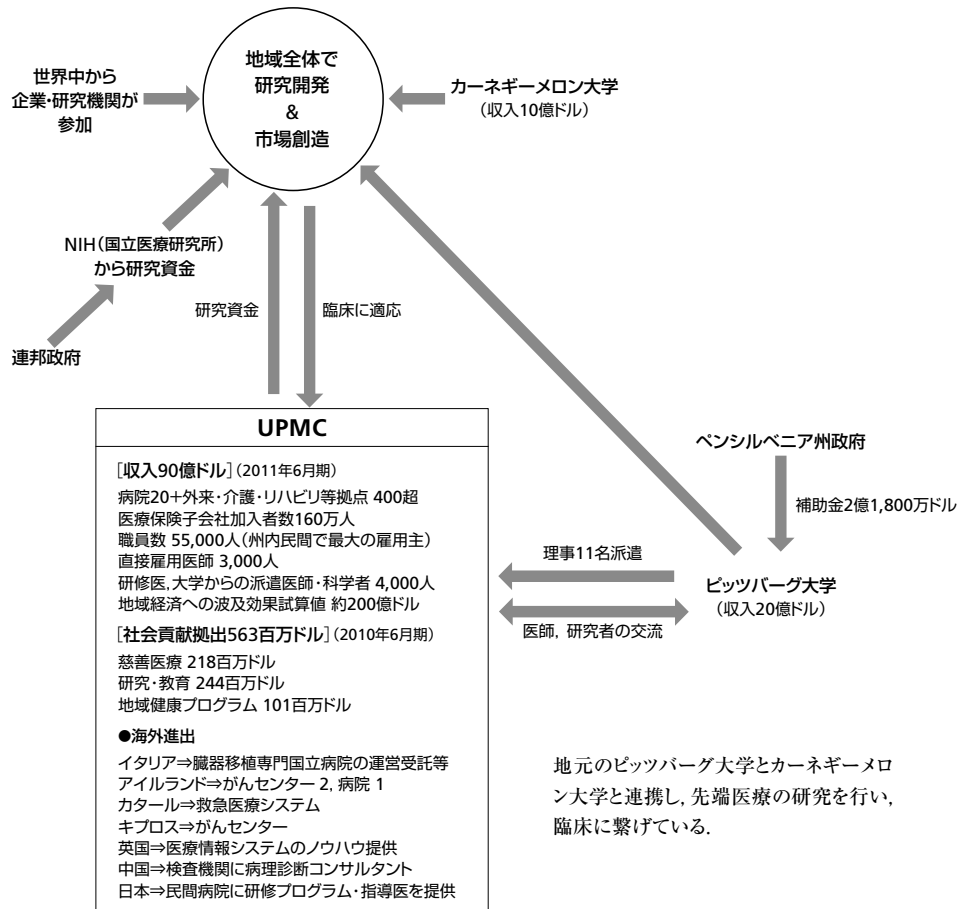 地域全体で
研究開発
&
市場創造
世界中から
企業・研究機関が
参加
カーネギーメロン大学
（収入10億ドル）
NIH（国立医療研究所）
から研究資金
連邦政府
研究資金
臨床に適応
UPMC
［収入90億ドル］（2011年6月期）
病院20+外来・介護・リハビリ等拠点 400超
医療保険子会社加入者数160万人
職員数 55,000人（州内民間で最大の雇用主）
直接雇用医師 3,000人
研修医，大学からの派遣医師・科学者 4,000人
地域経済への波及効果試算値 約200億ドル
［社会貢献拠出563百万ドル］（2010年6月期）
慈善医療 218百万ドル
研究・教育 244百万ドル
地域健康プログラム 101百万ドル
●海外進出
イタリア⇒臓器移植専門国立病院の運営受託等
アイルランド⇒がんセンター 2，病院 1
カタール⇒救急医療システム
キプロス⇒がんセンター
英国⇒医療情報システムのノウハウ提供
中国⇒検査機関に病理診断コンサルタント
日本⇒民間病院に研修プログラム・指導医を提供
ペンシルベニア州政府
補助金2億1,800万ドル
理事11名派遣
ピッツバーグ大学
（収入20億ドル）
医師，研究者の交流
地元のピッツバーグ大学とカーネギーメロ
ン大学と連携し，先端医療の研究を行い，
臨床に繋げている．